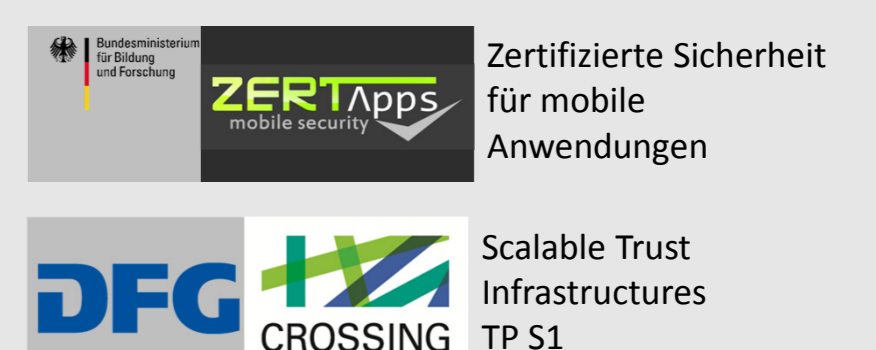 Bundesministerium
für Bildung
und Forschung
ZERTApps
mobile security
Zertifizierte Sicherheit
für mobile
Anwendungen
DFG
CROSSING
Scalable Trust
Infrastructures
TP S1